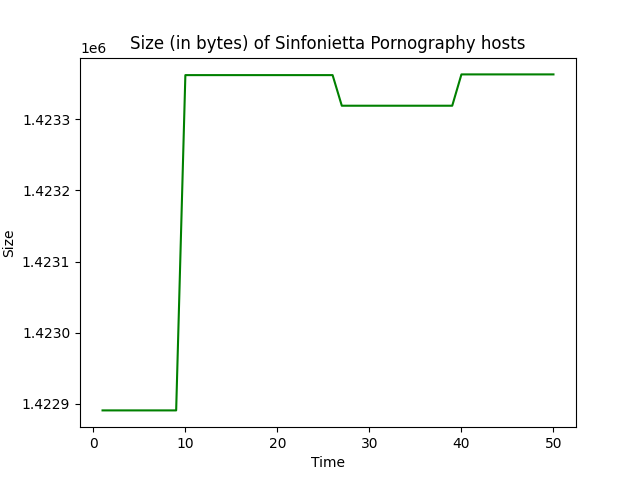 Size (in bytes) of Sinfonietta Pornography hosts
1e6
1.4233
1.4232
1.4231
1.4230
1.4229
Size
0 10 20 30 40 50
Time